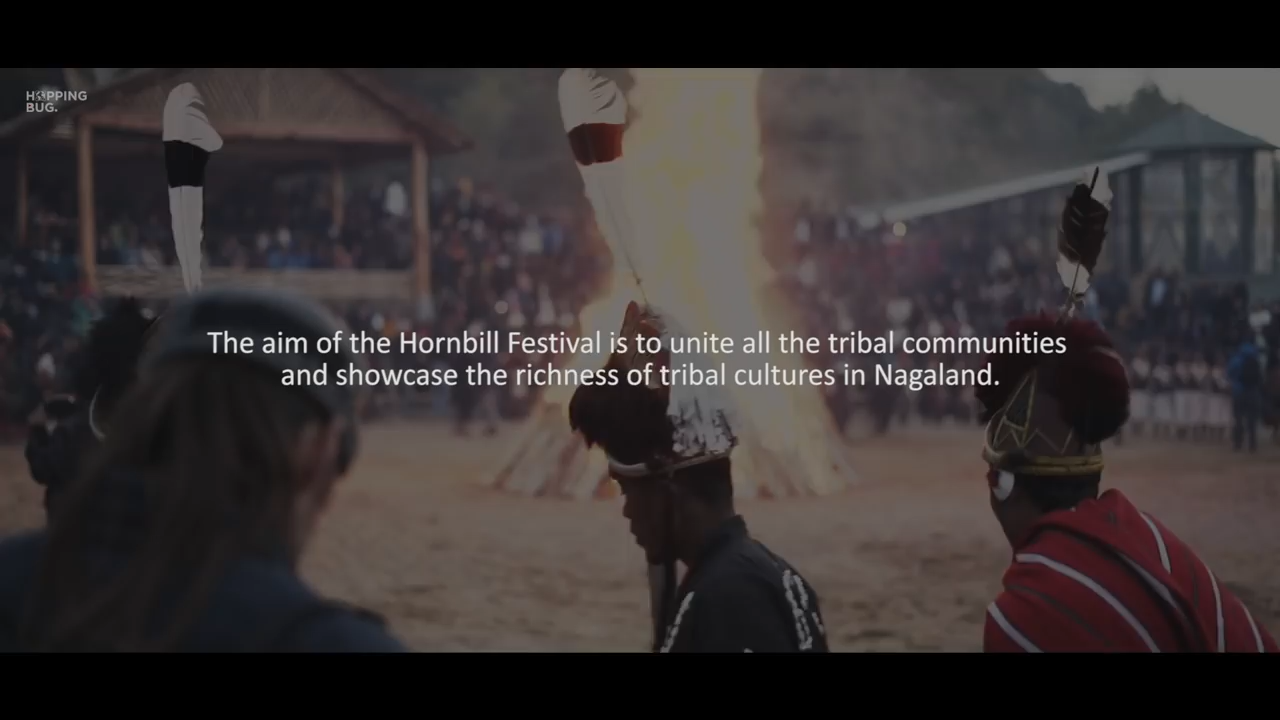 HOPPING
BUG.
The aim of the Hornbill Festival is to unite all the tribal communities
and showcase the richness of tribal cultures in Nagaland.